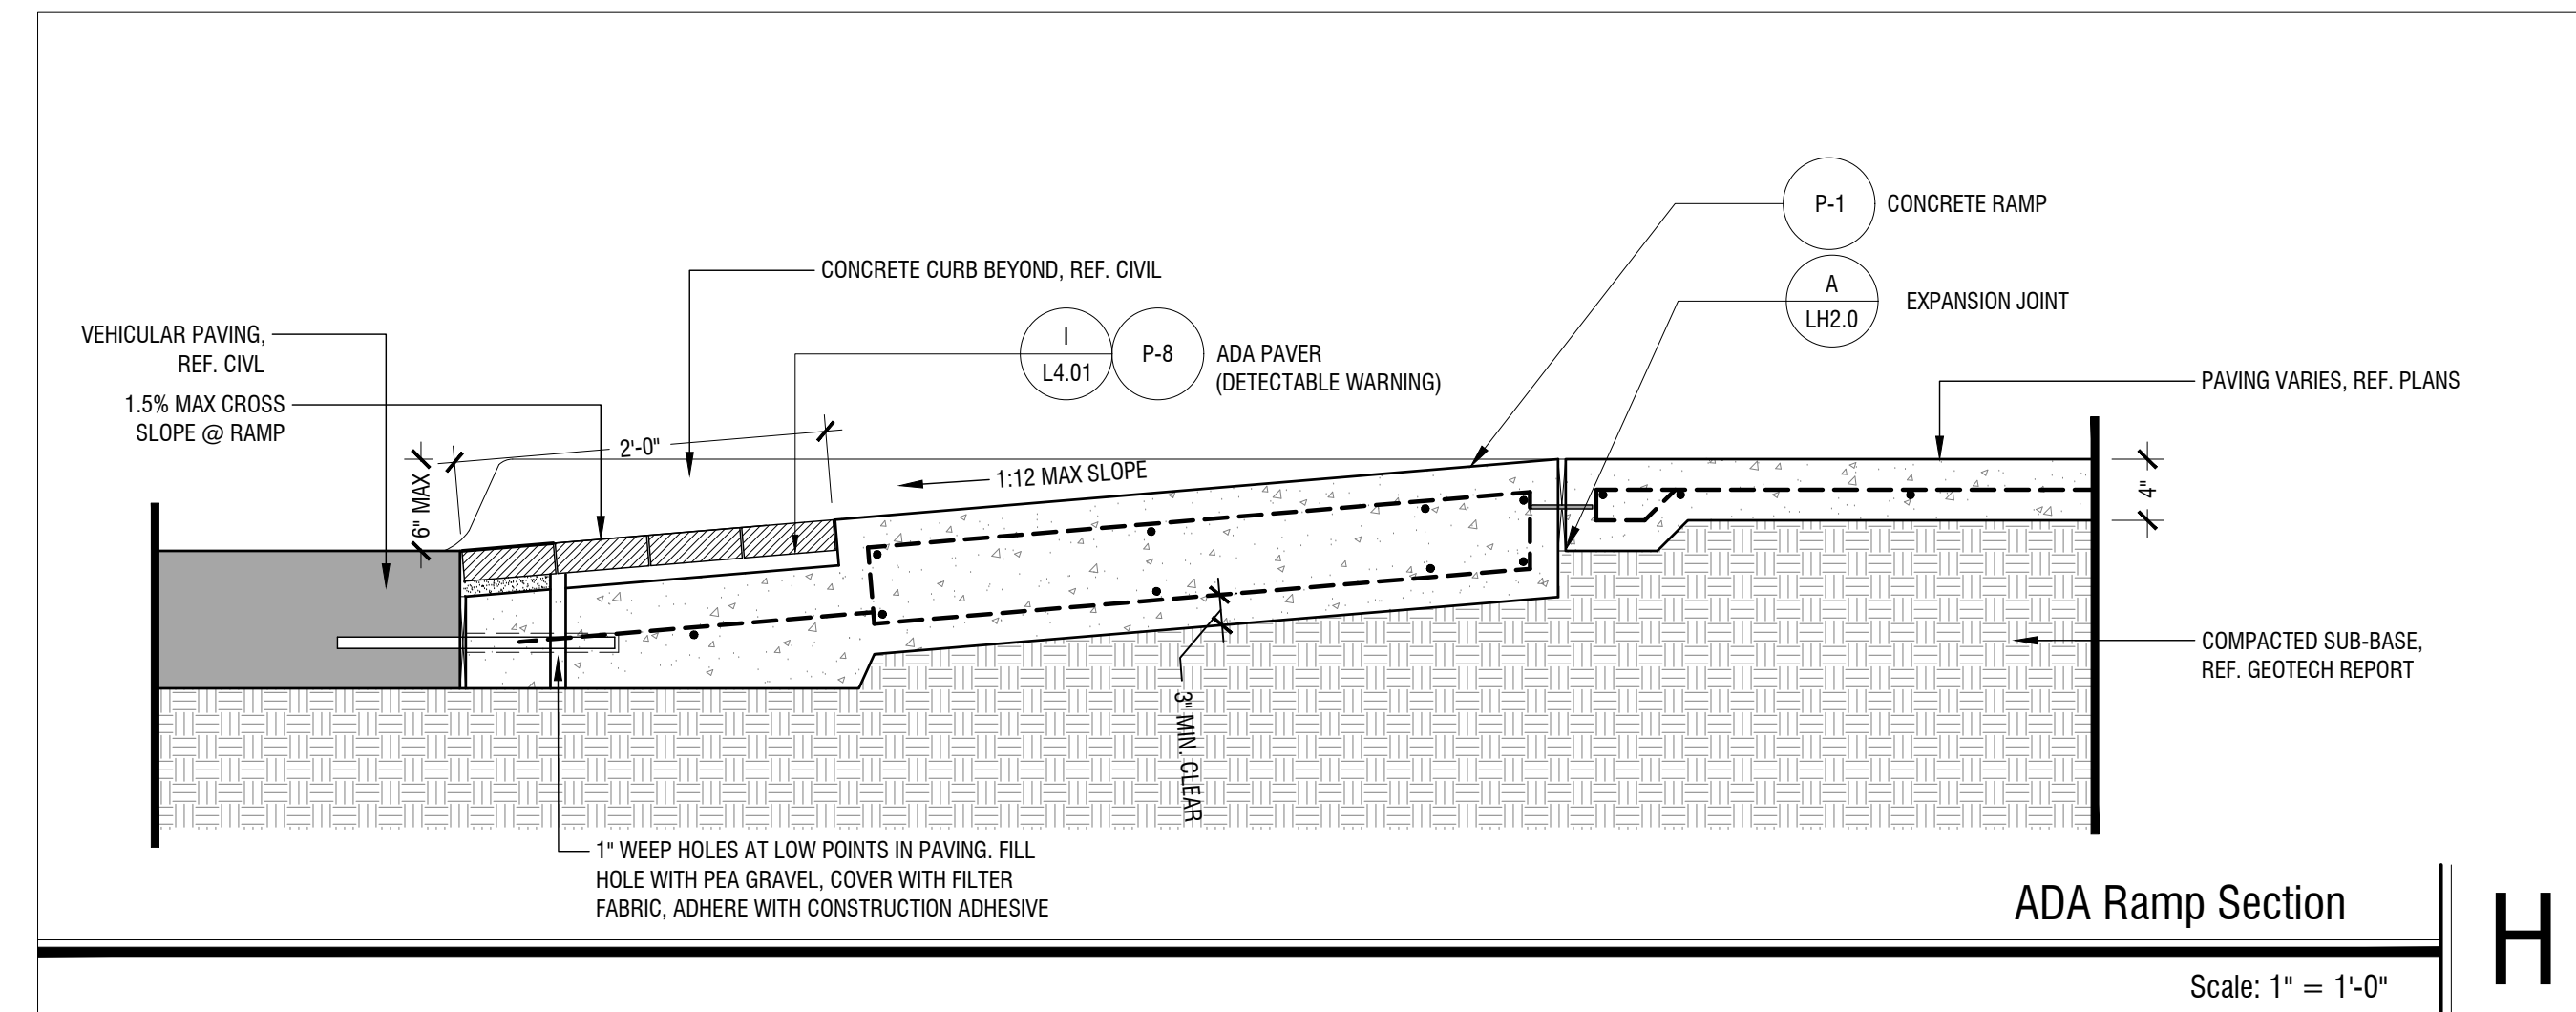 P-1
CONCRETE RAMP
CONCRETE CURB BEYOND, REF. CIVIL
A
LH2.0
EXPANSION JOINT
VEHICULAR PAVING,
REF. CIVL
I
L4.01
P-8
ADA PAVER
(DETECTABLE WARNING)
PAVING VARIES, REF. PLANS
1.5% MAX CROSS
SLOPE @ RAMP
2'-0"
6" MAX
1:12 MAX SLOPE
4"
COMPACTED SUB-BASE,
REF. GEOTECH REPORT
3" MIN. CLEAR
1" WEEP HOLES AT LOW POINTS IN PAVING. FILL
HOLE WITH PEA GRAVEL, COVER WITH FILTER
FABRIC, ADHERE WITH CONSTRUCTION ADHESIVE
ADA Ramp Section
H
Scale: 1" = 1'-0"